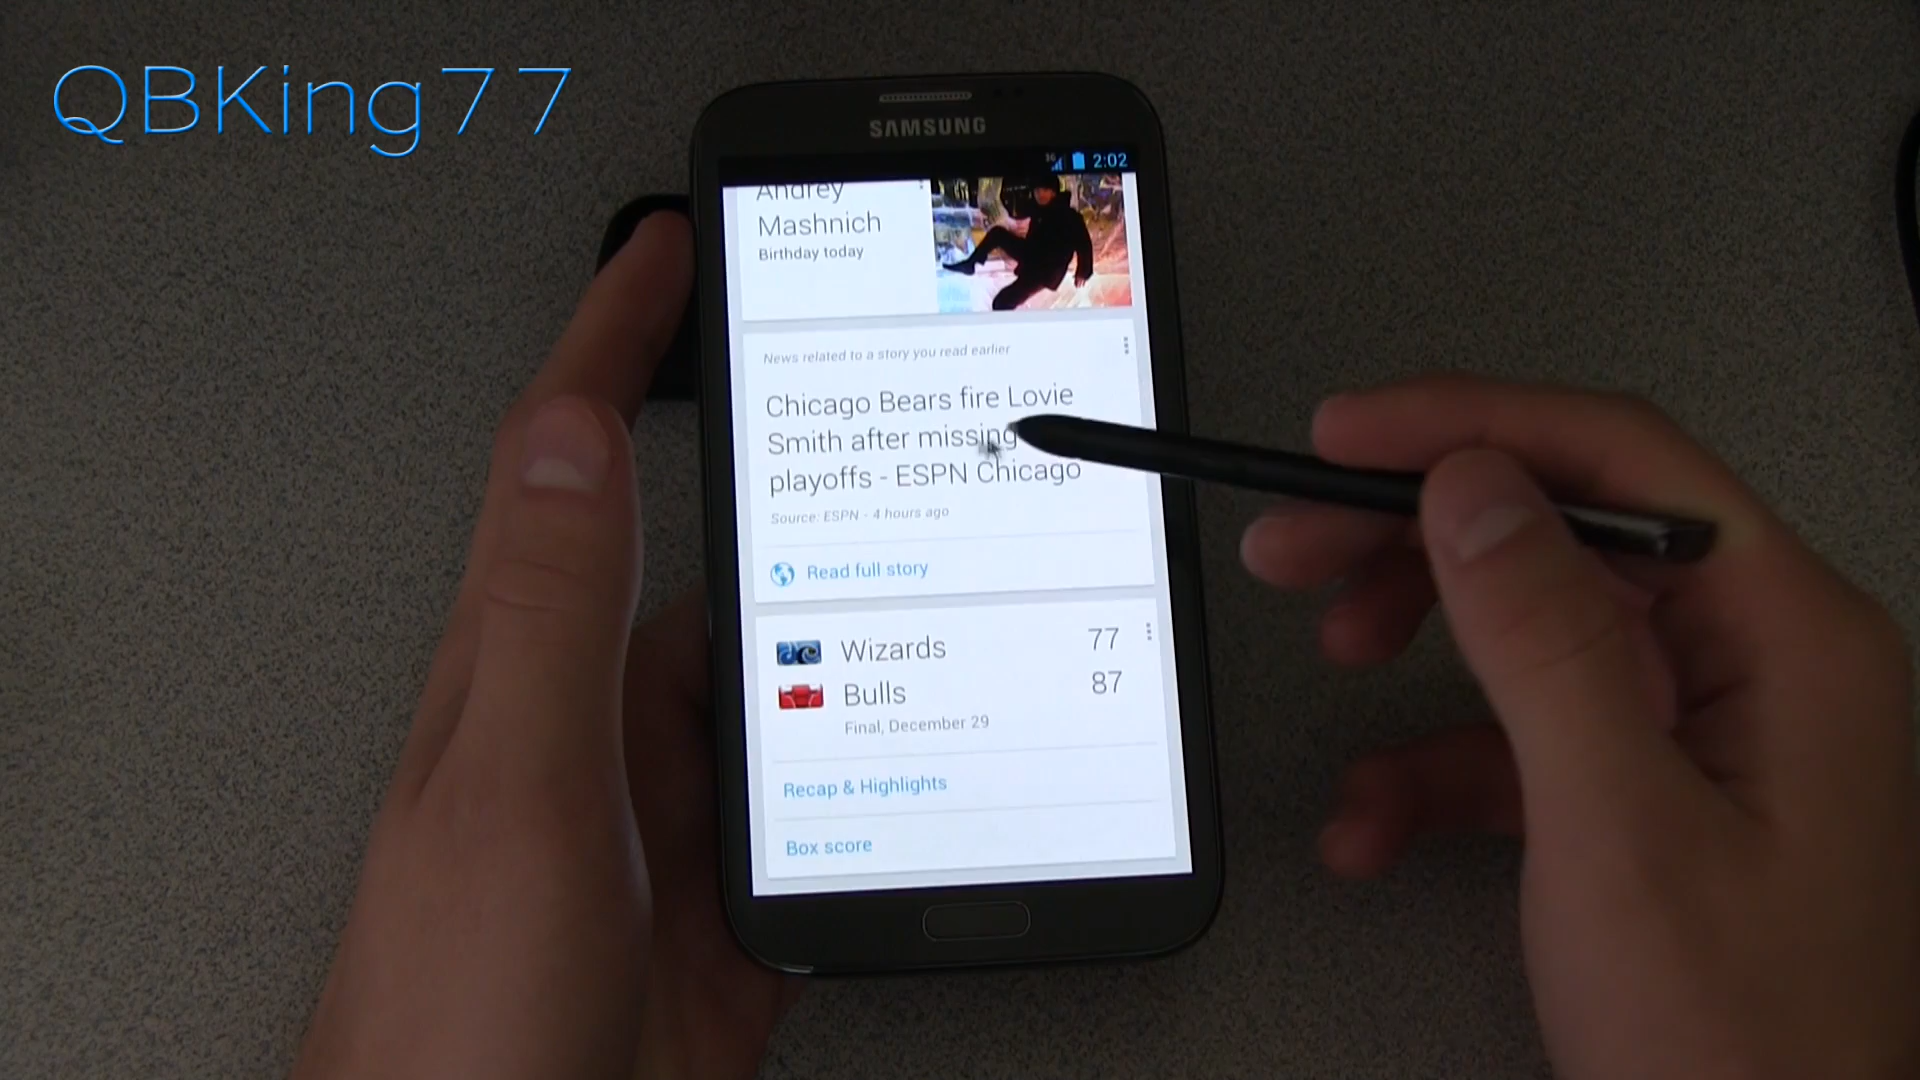 QBKing77
SAMSUNG
3G 2:02
Andrey
Mashnich
Birthday today
News related to a story you read earlier
Chicago Bears fire Lovie
Smith after missing
playoffs - ESPN Chicago
Source: ESPN - 4 hours ago
Read full story
Wizards 77
Bulls 87
Final, December 29
Recap & Highlights
Box score